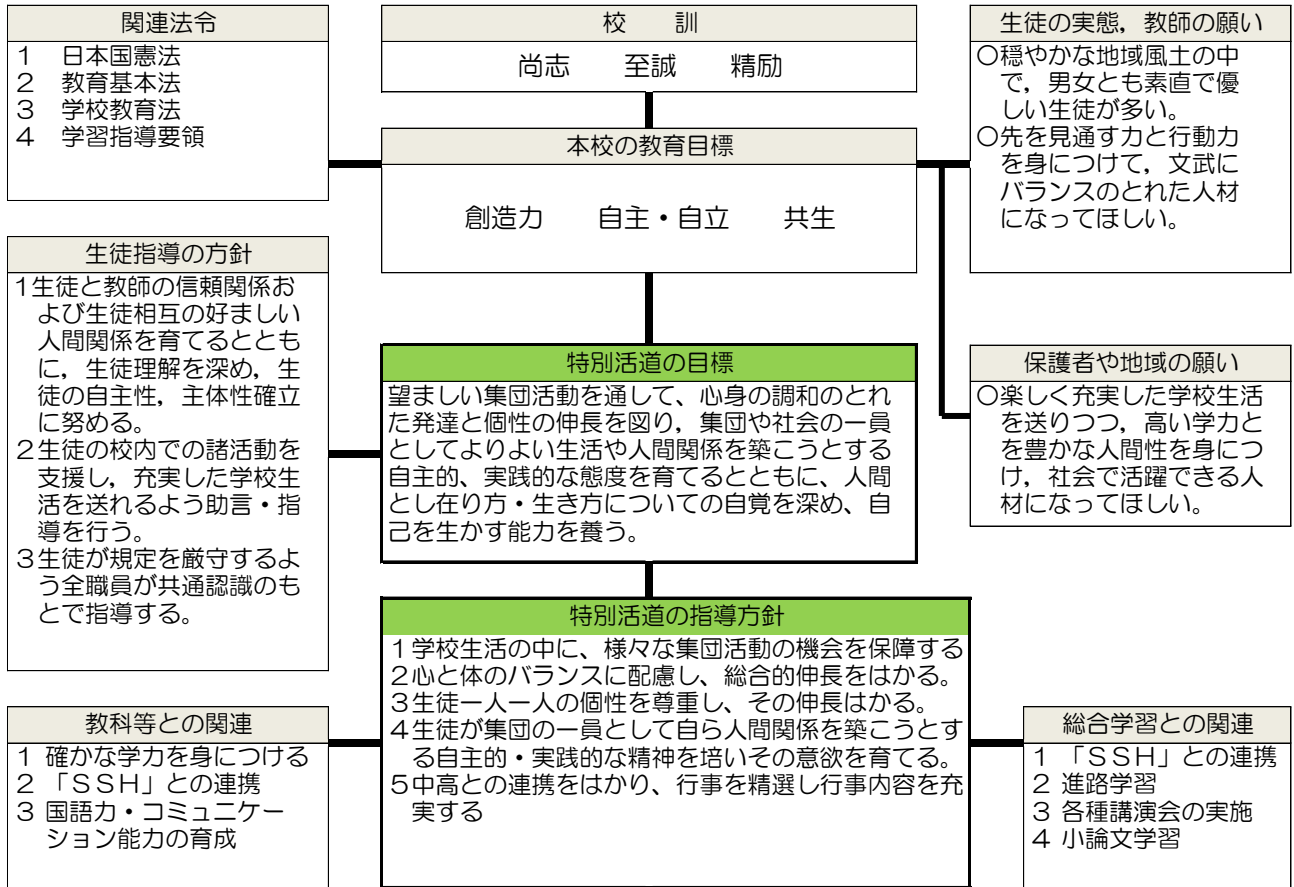 関連法令
1　日本国憲法
2　教育基本法
3　学校教育法
4　学習指導要領
校　　訓
尚志　　至誠　　精励
生徒の実態，教師の願い
〇穏やかな地域風土の中
で，男女とも素直で優
しい生徒が多い。
〇先を見通す力と行動力
を身につけて，文武に
バランスのとれた人材
になってほしい。
本校の教育目標
創造力　　自主・自立　　共生
生徒指導の方針
1生徒と教師の信頼関係お
よび生徒相互の好ましい
人間関係を育てるととも
に，生徒理解を深め，生
徒の自主性，主体性確立
に努める。
2生徒の校内での諸活動を
支援し，充実した学校生
活を送れるよう助言・指
導を行う。
3生徒が規定を厳守するよ
う全職員が共通認識のも
とで指導する。
特別活道の目標
望ましい集団活動を通して、心身の調和のとれ
た発達と個性の伸長を図り，集団や社会の一員
としてよりよい生活や人間関係を築こうとする
自主的、実践的な態度を育てるとともに、人間
とし在り方・生き方についての自覚を深め、自
己を生かす能力を養う。
保護者や地域の願い
〇楽しく充実した学校生活
を送りつつ，高い学力と
を豊かな人間性を身につ
け，社会で活躍できる人
材になってほしい。
特別活道の指導方針
1学校生活の中に、様々な集団活動の機会を保障する
2心と体のバランスに配慮し、総合的伸長をはかる。
3生徒一人一人の個性を尊重し、その伸長はかる。
4生徒が集団の一員として自ら人間関係を築こうとす
る自主的・実践的な精神を培いその意欲を育てる。
5中高との連携をはかり、行事を精選し行事内容を充
実する
教科等との関連
1 確かな学力を身につける
2 「SSH」との連携
3 国語力・コミュニケー
ション能力の育成
総合学習との関連
1 「SSH」との連携
2 進路学習
3 各種講演会の実施
4 小論文学習